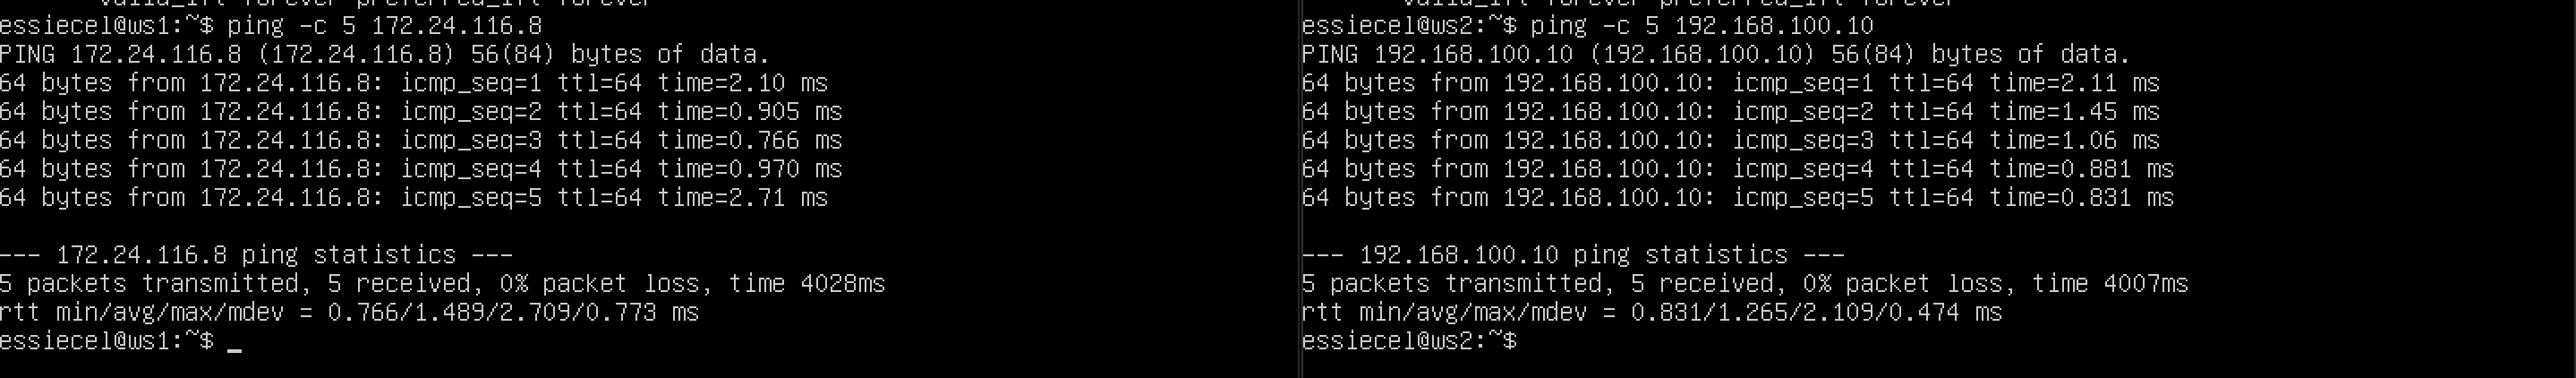 essiecel@ws1:~$ ping -c 5 172.24.116.8
PING 172.24.116.8 (172.24.116.8) 56(84) bytes of data.
64 bytes from 172.24.116.8: icmp_seq=1 ttl=64 time=2.10 ms
64 bytes from 172.24.116.8: icmp_seq=2 ttl=64 time=0.905 ms
64 bytes from 172.24.116.8: icmp_seq=3 ttl=64 time=0.766 ms
64 bytes from 172.24.116.8: icmp_seq=4 ttl=64 time=0.970 ms
64 bytes from 172.24.116.8: icmp_seq=5 ttl=64 time=2.71 ms
--- 172.24.116.8 ping statistics ---
5 packets transmitted, 5 received, 0% packet loss, time 4028ms
rtt min/avg/max/mdev = 0.766/1.489/2.709/0.773 ms
essiecel@ws1:~$ _
essiecel@ws2:~$ ping -c 5 192.168.100.10
PING 192.168.100.10 (192.168.100.10) 56(84) bytes of data.
64 bytes from 192.168.100.10: icmp_seq=1 ttl=64 time=2.11 ms
64 bytes from 192.168.100.10: icmp_seq=2 ttl=64 time=1.45 ms
64 bytes from 192.168.100.10: icmp_seq=3 ttl=64 time=1.06 ms
64 bytes from 192.168.100.10: icmp_seq=4 ttl=64 time=0.881 ms
64 bytes from 192.168.100.10: icmp_seq=5 ttl=64 time=0.831 ms
--- 192.168.100.10 ping statistics ---
5 packets transmitted, 5 received, 0% packet loss, time 4007ms
rtt min/avg/max/mdev = 0.831/1.265/2.109/0.474 ms
essiecel@ws2:~$